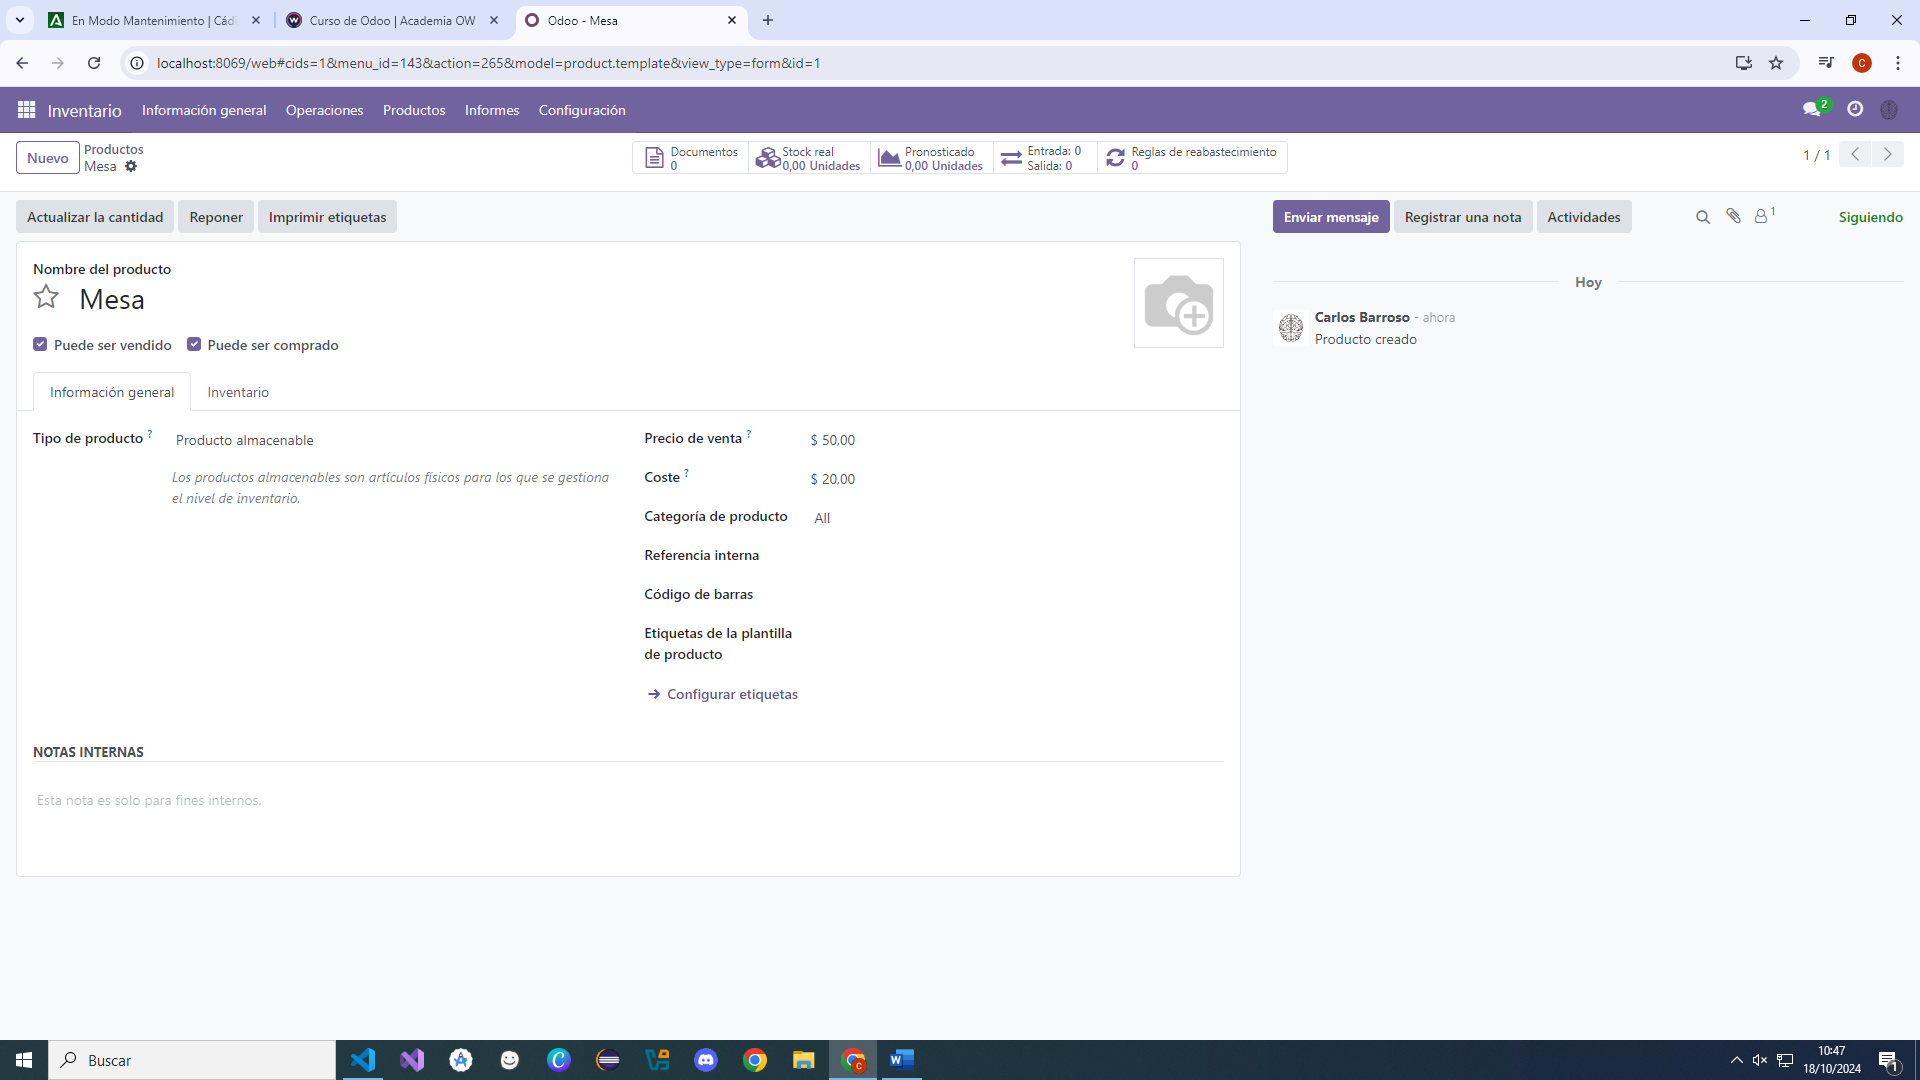 En Modo Mantenimiento | Cádi
Curso de Odoo | Academia OW
Odoo - Mesa
localhost:8069/web#cids=1&menu_id=143&action=265&model=product.template&view_type=form&id=1
C
Inventario
Información general
Operaciones
Productos
Informes
Configuración
2
Nuevo
Productos
Mesa
Documentos
0
Stock real
0,00 Unidades
Pronosticado
0,00 Unidades
Entrada: 0
Salida: 0
Reglas de reabastecimiento
0
1 / 1
Actualizar la cantidad
Reponer
Imprimir etiquetas
Enviar mensaje
Registrar una nota
Actividades
1
Siguiendo
Nombre del producto
Mesa
Puede ser vendido
Puede ser comprado
Hoy
Carlos Barroso - ahora
Producto creado
Información general
Inventario
Tipo de producto ?
Producto almacenable
Los productos almacenables son artículos físicos para los que se gestiona
el nivel de inventario.
Precio de venta ?
$ 50,00
Coste ?
$ 20,00
Categoría de producto
All
Referencia interna
Código de barras
Etiquetas de la plantilla
de producto
Configurar etiquetas
NOTAS INTERNAS
Esta nota es solo para fines internos.
Buscar
10:47
18/10/2024
1